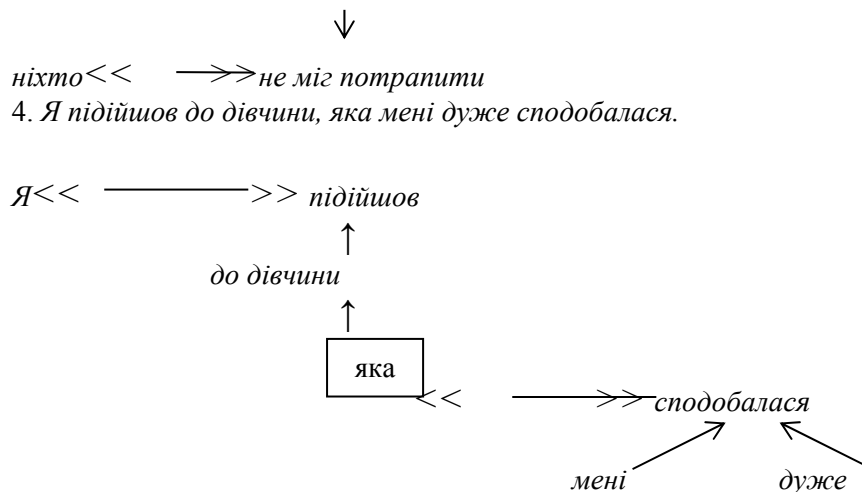 ніхто<< >>не міг потрапити
4. Я підійшов до дівчини, яка мені дуже сподобалася.
Я<< >> підійшов
до дівчини
яка
<< >>сподобалася
мені дуже